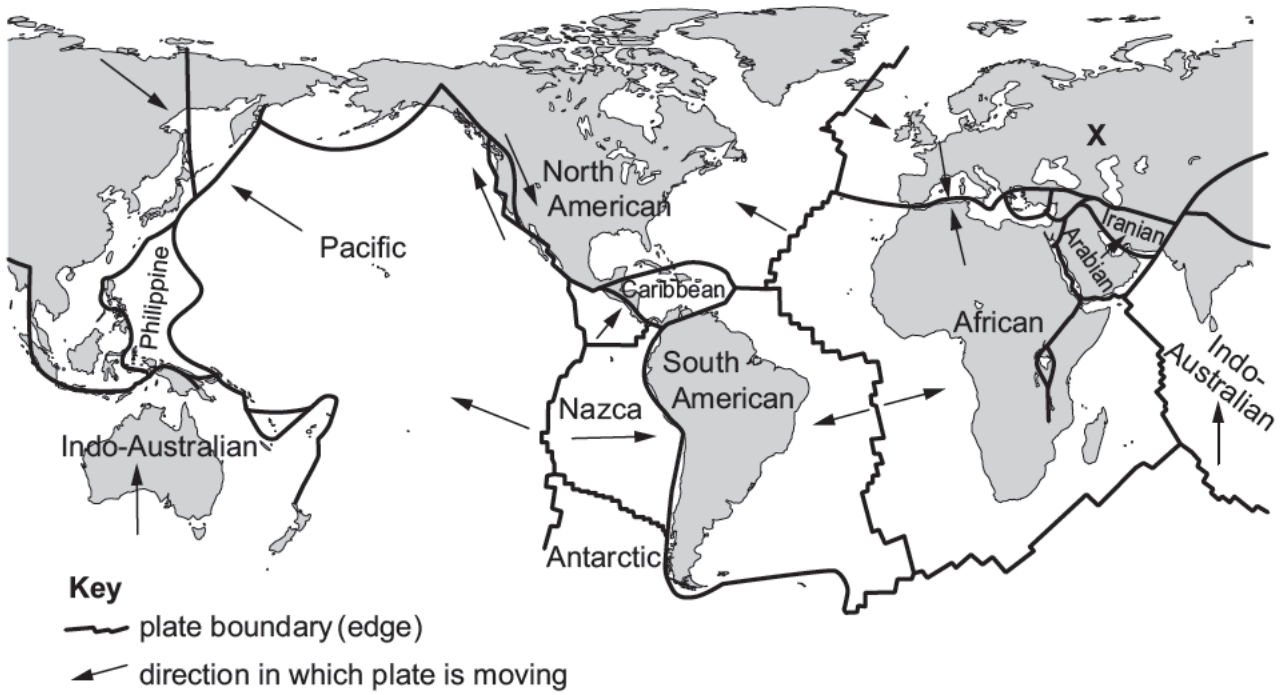 X
North
American
Pacific
Philippine
Caribbean
Iranian
Arabian
African
South
American
Nazca
Indo-Australian
Indo-
Australian
Antarctic
Key
plate boundary (edge)
direction in which plate is moving